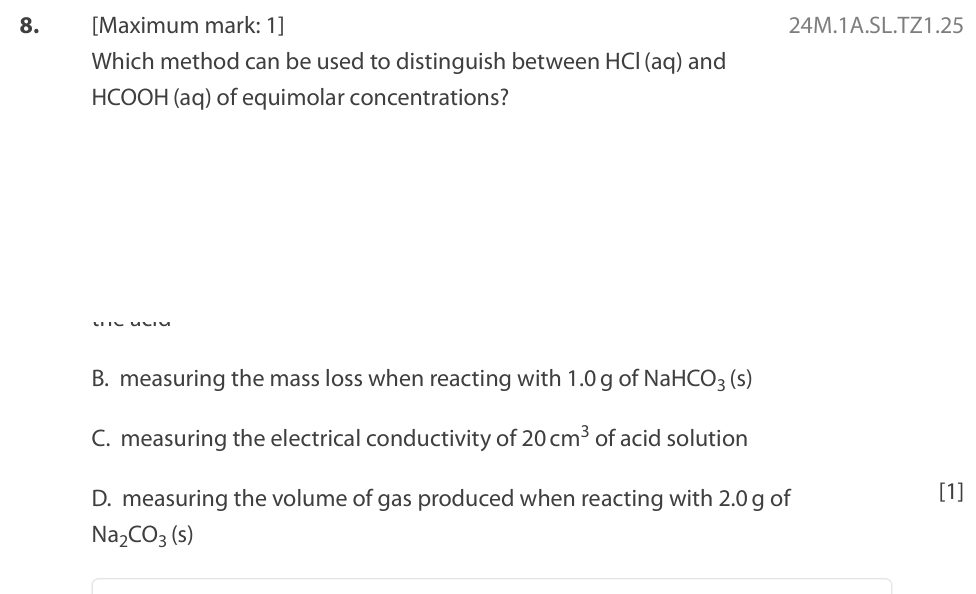 8. [Maximum mark: 1] 24M.1A.SL.TZ1.25
Which method can be used to distinguish between HCl (aq) and
HCOOH (aq) of equimolar concentrations?
the acid
B. measuring the mass loss when reacting with 1.0 g of NaHCO₃ (s)
C. measuring the electrical conductivity of 20 cm³ of acid solution
D. measuring the volume of gas produced when reacting with 2.0 g of [1]
Na₂CO₃ (s)